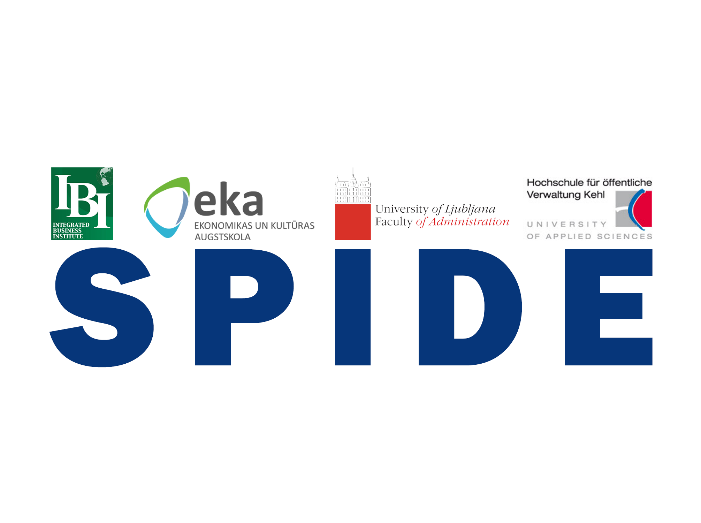 IBI
INTEGRATED
BUSINESS
INSTITUTE
eka
EKONOMIKAS UN KULTŪRAS
AUGSTSKOLA
University of Ljubljana
Faculty of Administration
Hochschule für öffentliche
Verwaltung Kehl
UNIVERSITY
OF APPLIED SCIENCES
SPIDE